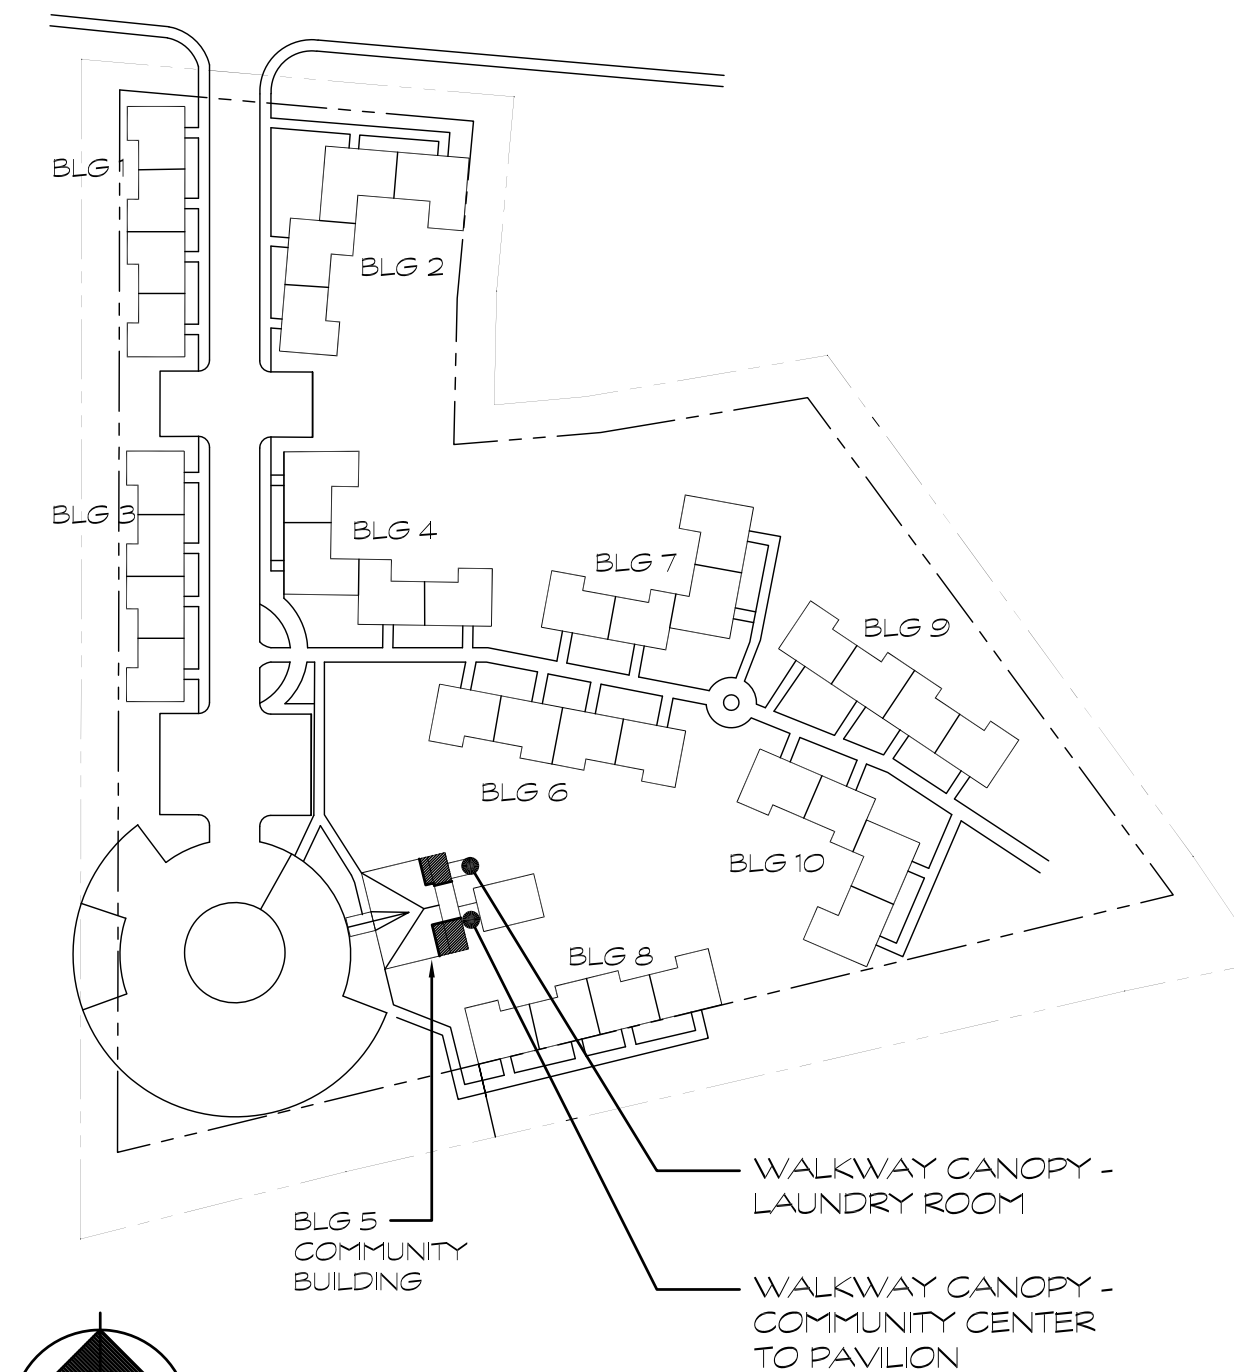 BLG 1
BLG 2
BLG 3
BLG 4
BLG 7
BLG 9
BLG 6
BLG 10
BLG 8
WALKWAY CANOPY -
LAUNDRY ROOM
BLG 5
COMMUNITY
BUILDING
WALKWAY CANOPY -
COMMUNITY CENTER
TO PAVILION